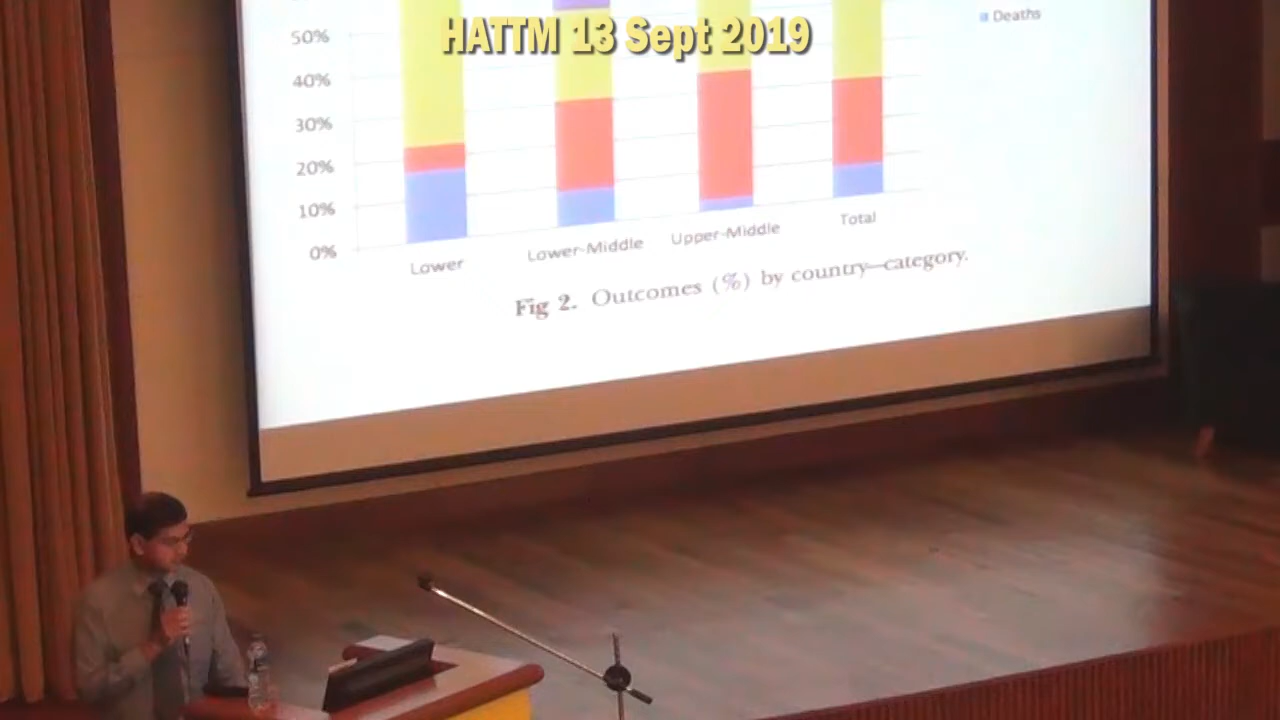 HATTM 13 Sept 2019
Deaths
50%
40%
30%
20%
10%
0%
Lower
Lower-Middle
Upper-Middle
Total
Fig 2. Outcomes (%) by country—category.